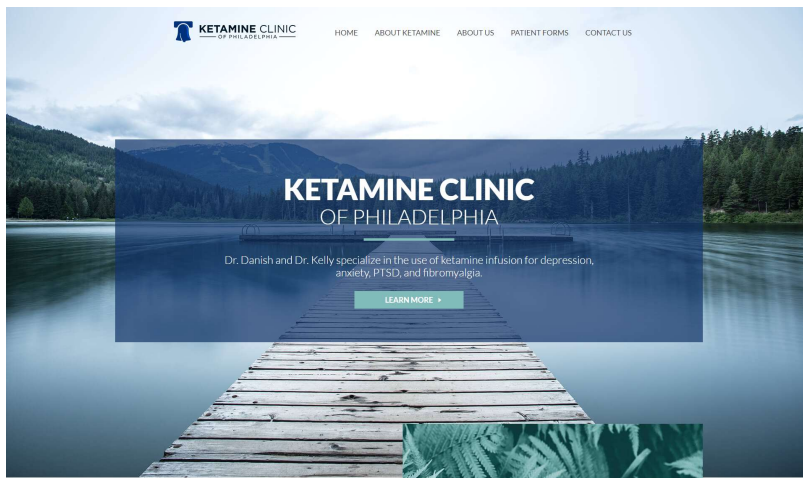 KETAMINE CLINIC
OF PHILADELPHIA
HOME ABOUT KETAMINE ABOUT US PATIENT FORMS CONTACT US
KETAMINE CLINIC
OF PHILADELPHIA
Dr. Danish and Dr. Kelly specialize in the use of ketamine infusion for depression,
anxiety, PTSD, and fibromyalgia.
LEARN MORE